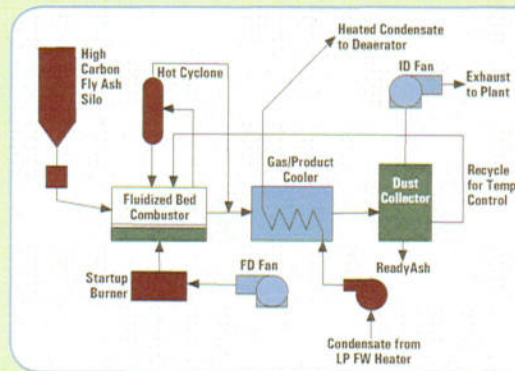 High
Carbon
Fly Ash
Silo
Hot Cyclone
Heated Condensate
to Deaerator
ID Fan
Exhaust
to Plant
Gas/Product
Cooler
Fluidized Bed
Combustor
Dust
Collector
Recycle
for Temp
Control
Startup
Burner
FD Fan
ReadyAsh
Condensate from
LP FW Heater